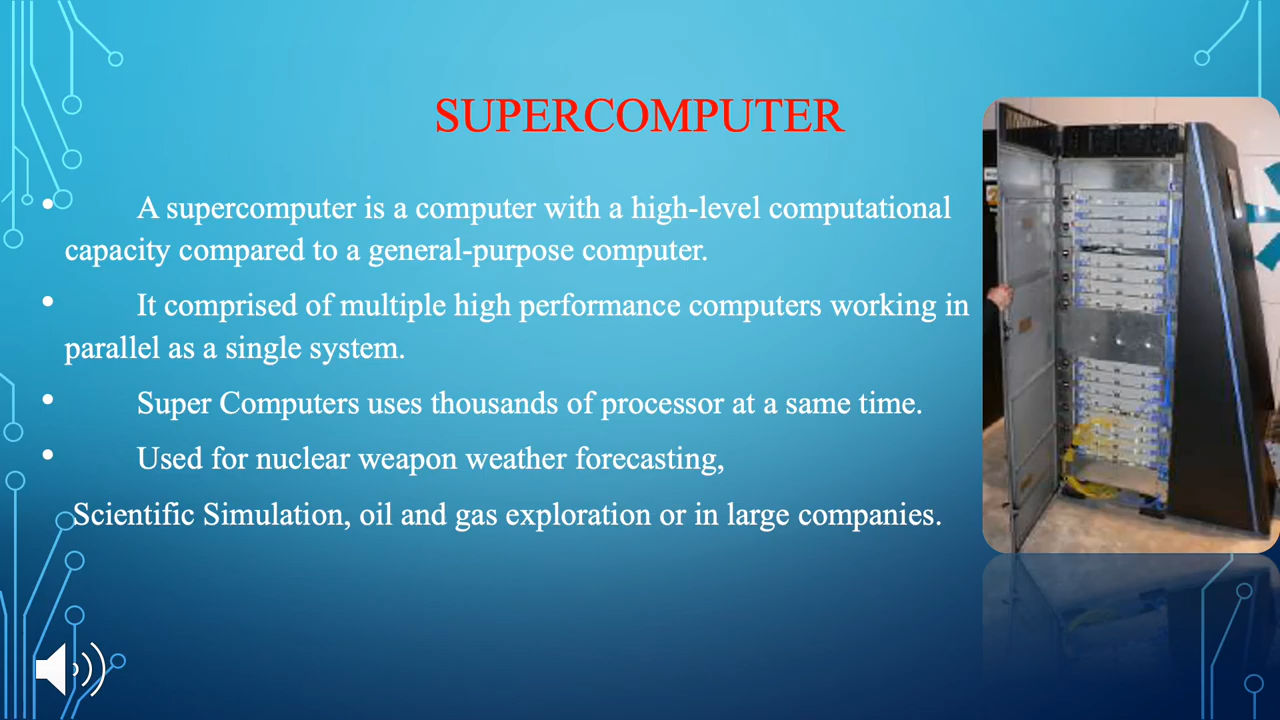 SUPERCOMPUTER
• A supercomputer is a computer with a high-level computational
capacity compared to a general-purpose computer.
• It comprised of multiple high performance computers working in
parallel as a single system.
• Super Computers uses thousands of processor at a same time.
• Used for nuclear weapon weather forecasting,
Scientific Simulation, oil and gas exploration or in large companies.